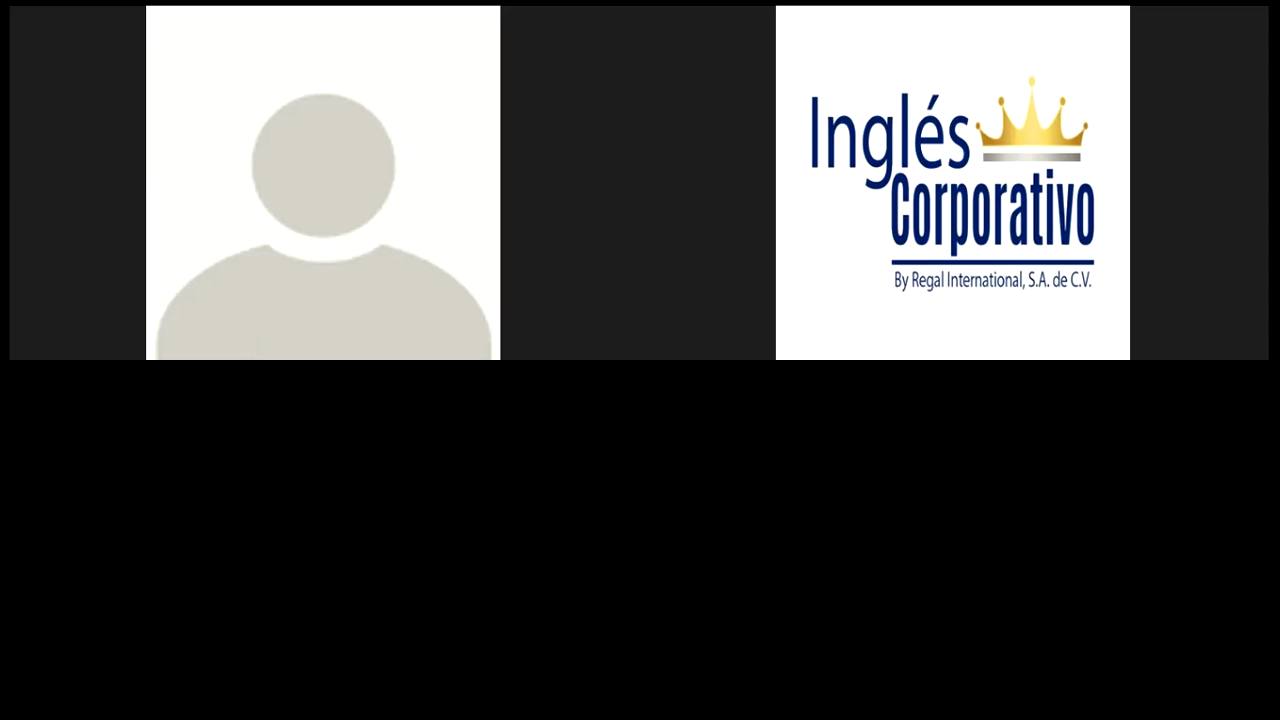 Inglés
Corporativo
By Regal International, S.A. de C.V.